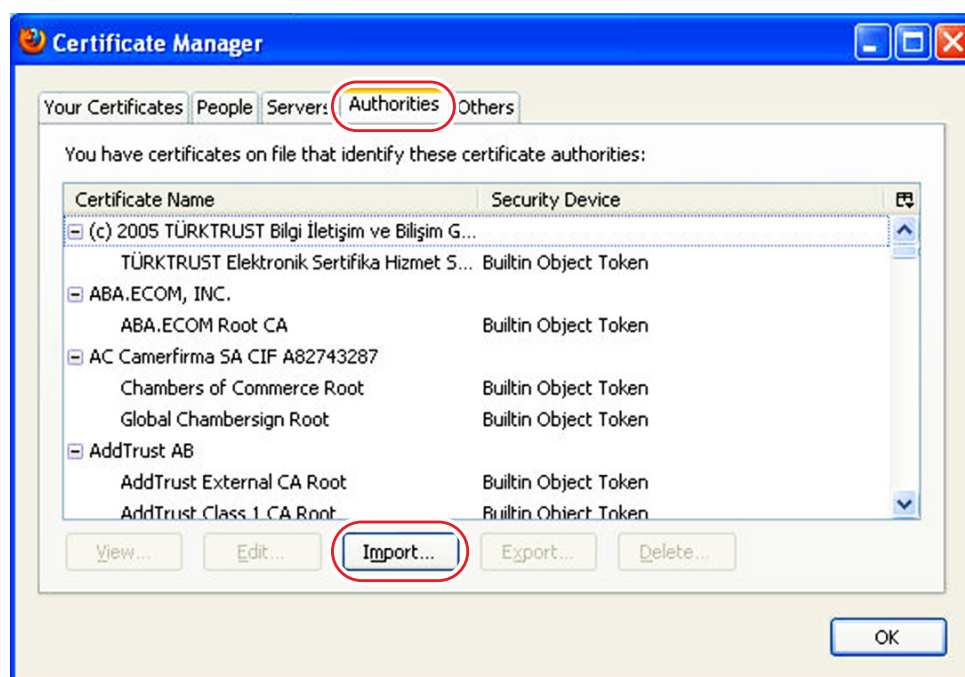 Certificate Manager
Your Certificates People Servers Authorities Others
You have certificates on file that identify these certificate authorities:
Certificate Name Security Device
(c) 2005 TÜRKTRUST Bilgi İletişim ve Bilişim G...
TÜRKTRUST Elektronik Sertifika Hizmet S... Builtin Object Token
ABA.ECOM, INC.
ABA.ECOM Root CA Builtin Object Token
AC Camerfirma SA CIF A82743287
Chambers of Commerce Root Builtin Object Token
Global Chambersign Root Builtin Object Token
AddTrust AB
AddTrust External CA Root Builtin Object Token
AddTrust Class 1 CA Root Builtin Object Token
View... Edit... Import... Export... Delete...
OK